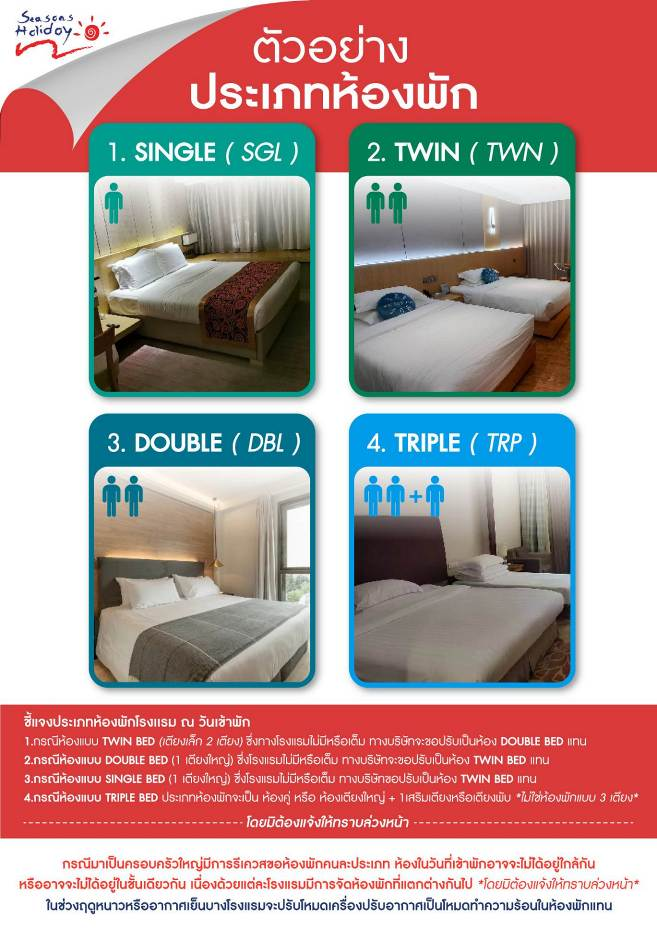 Seasons
Holiday
ตัวอย่าง
ประเภทห้องพัก
1. SINGLE ( SGL )
2. TWIN ( TWN )
3. DOUBLE ( DBL )
4. TRIPLE ( TRP )
+
ชี้แจงประเภทห้องพักโรงแรม ณ วันเข้าพัก
1.กรณีห้องแบบ TWIN BED (เตียงเล็ก 2 เตียง) ซึ่งทางโรงแรมไม่มีหรือเต็ม ทางบริษัทจะขอปรับเป็นห้อง DOUBLE BED แทน
2.กรณีห้องแบบ DOUBLE BED (1 เตียงใหญ่) ซึ่งโรงแรมไม่มีหรือเต็ม ทางบริษัทจะขอปรับเป็นห้อง TWIN BED แทน
3.กรณีห้องแบบ SINGLE BED (1 เตียงใหญ่) ซึ่งโรงแรมไม่มีหรือเต็ม ทางบริษัทขอปรับเป็นห้อง TWIN BED แทน
4.กรณีห้องแบบ TRIPLE BED ประเภทห้องพักจะเป็น ห้องคู่ หรือ ห้องเตียงใหญ่ + 1เสริมเตียงหรือเตียงพับ *ไม่ใช่ห้องพักแบบ 3 เตียง*
โดยมิต้องแจ้งให้ทราบล่วงหน้า
กรณีมาเป็นครอบครัวใหญ่มีการรีเควสขอห้องพักคนละประเภท ห้องในวันที่เข้าพักอาจจะไม่ได้อยู่ใกล้กัน
หรืออาจจะไม่ได้อยู่ในชั้นเดียวกัน เนื่องด้วยแต่ละโรงแรมมีการจัดห้องพักที่แตกต่างกันไป *โดยมิต้องแจ้งให้ทราบล่วงหน้า*
ในช่วงฤดูหนาวหรืออากาศเย็นบางโรงแรมจะปรับโหมดเครื่องปรับอากาศเป็นโหมดทำความร้อนในห้องพักแทน